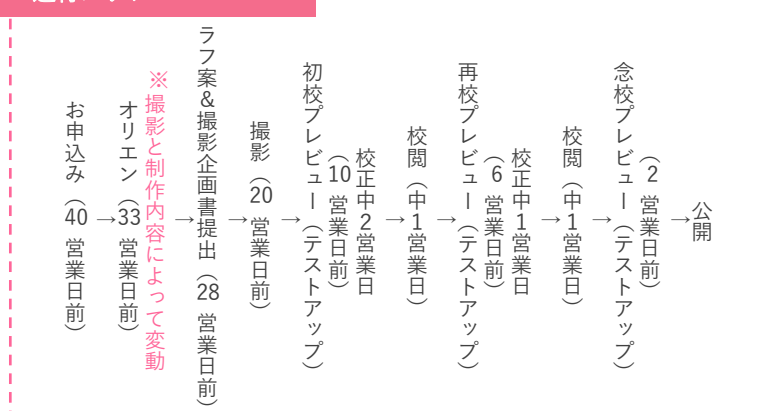 お申込み（40 営業日前）
→
オリエン（33 営業日前）
※撮影と制作内容によって変動
→
ラフ案＆撮影企画書提出（28 営業日前）
→
撮影（20 営業日前）
→
初校プレビュー（テストアップ）
（10 営業日前）
校正中2営業日
→
校閲（中1営業日）
→
再校プレビュー（テストアップ）
（6 営業日前）
校正中1営業日
→
校閲（中1営業日）
→
念校プレビュー（テストアップ）
（2 営業日前）
→
公開